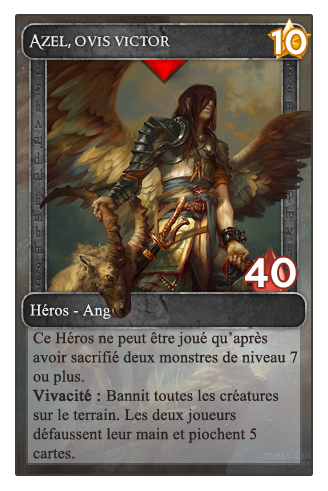 Azel, ovis victor
10
40
Héros - Ang
Ce Héros ne peut être joué qu'après
avoir sacrifié deux monstres de niveau 7
ou plus.
Vivacité : Bannit toutes les créatures
sur le terrain. Les deux joueurs
défaussent leur main et piochent 5
cartes.